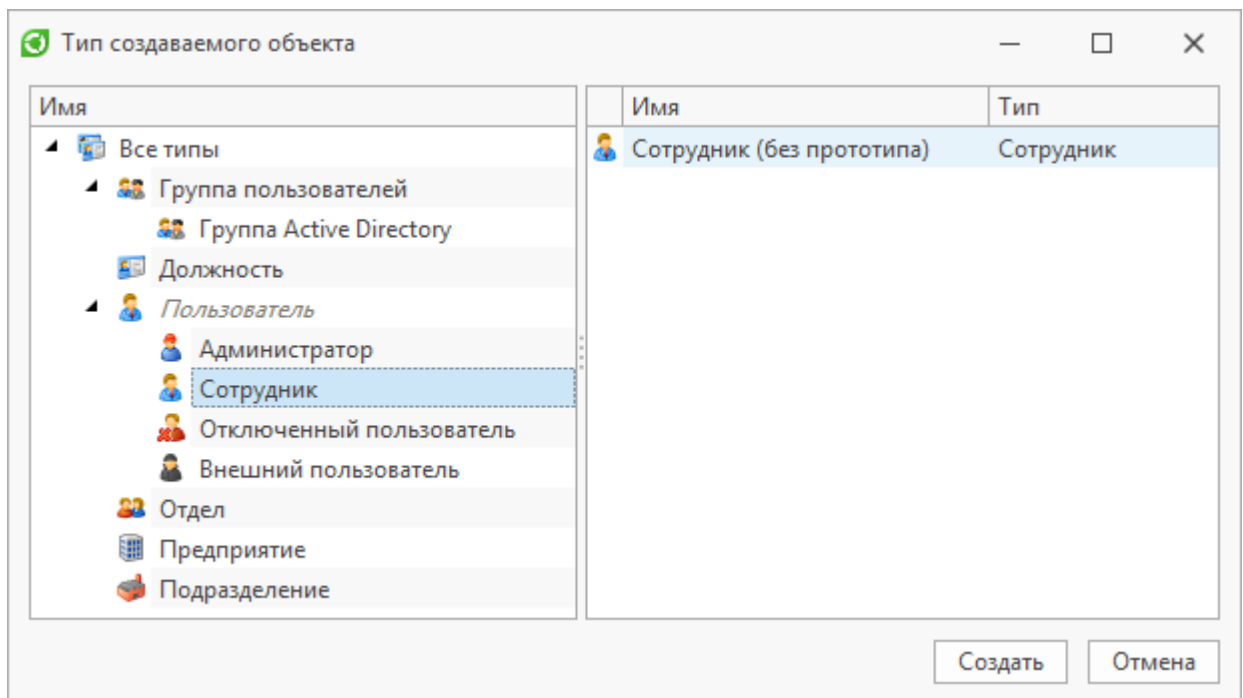 Тип создаваемого объекта
Имя
Все типы
Группа пользователей
Группа Active Directory
Должность
Пользователь
Администратор
Сотрудник
Отключенный пользователь
Внешний пользователь
Отдел
Предприятие
Подразделение
Имя Тип
Сотрудник (без прототипа) Сотрудник
Создать Отмена